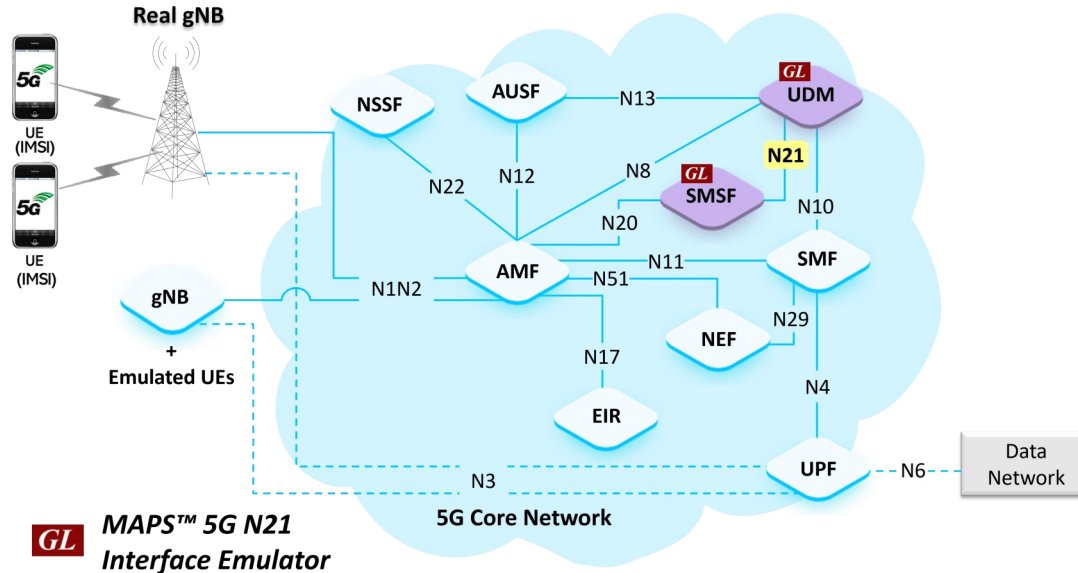 Real gNB
5G
UE
(IMSI)
5G
UE
(IMSI)
NSSF
AUSF
N13
GL
UDM
N22
N12
N8
N21
GL
SMSF
N20
N10
AMF
N11
SMF
N1N2
N51
gNB
N29
NEF
+
Emulated UEs
N17
N4
EIR
UPF
N6
Data
Network
N3
5G Core Network
GL
MAPS™ 5G N21
Interface Emulator